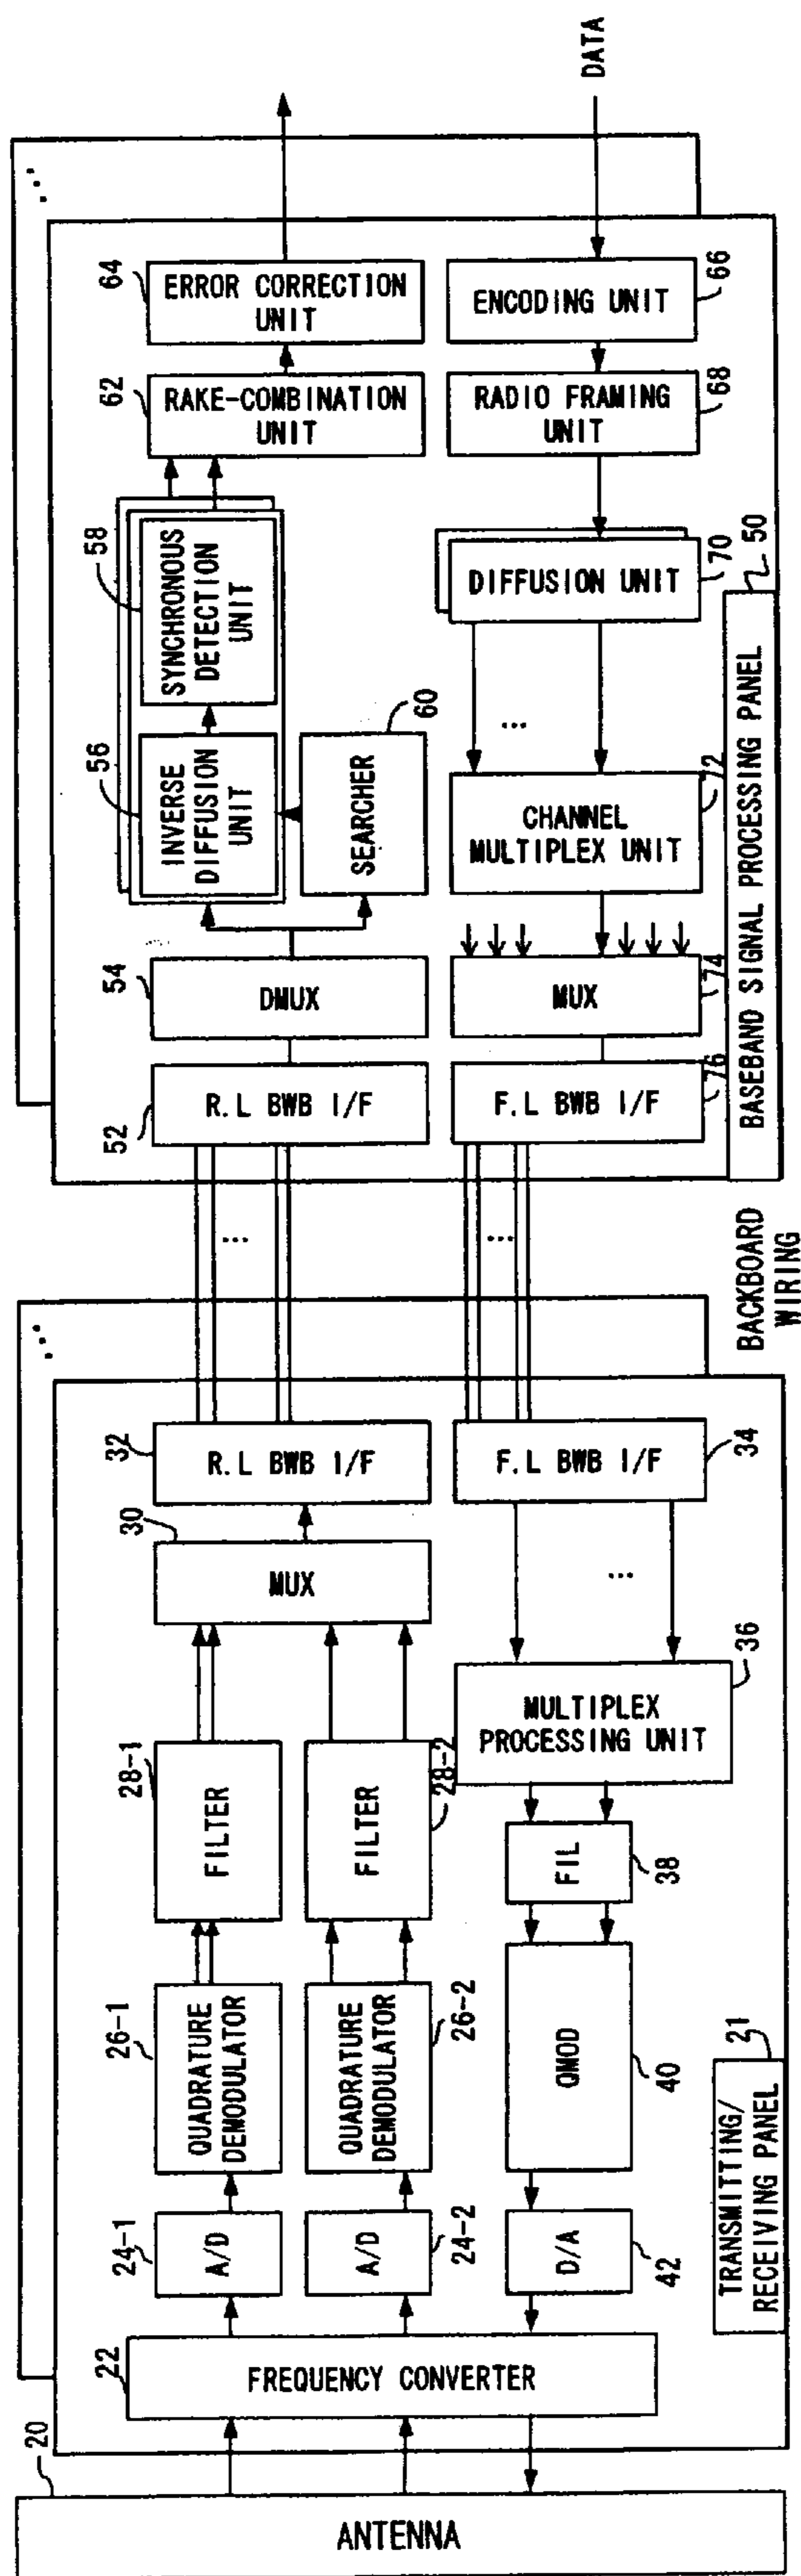 20
ANTENNA
22
FREQUENCY CONVERTER
24-1
A/D
26-1
QUADRATURE
DEMODULATOR
28-1
FILTER
30
MUX
32
R.L BWB I/F
24-2
A/D
26-2
QUADRATURE
DEMODULATOR
28-2
FILTER
42
D/A
40
QMOD
38
FIL
36
MULTIPLEX
PROCESSING UNIT
...
34
F.L BWB I/F
21
TRANSMITTING/
RECEIVING PANEL
...
...
...
BACKBOARD
WIRING
52
R.L BWB I/F
54
DMUX
56
INVERSE
DIFFUSION
UNIT
58
SYNCHRONOUS
DETECTION
UNIT
60
SEARCHER
62
RAKE-COMBINATION
UNIT
64
ERROR CORRECTION
UNIT
...
76
F.L BWB I/F
74
MUX
72
CHANNEL
MULTIPLEX UNIT
...
70
DIFFUSION UNIT
68
RADIO FRAMING
UNIT
66
ENCODING UNIT
DATA
50
BASEBAND SIGNAL PROCESSING PANEL